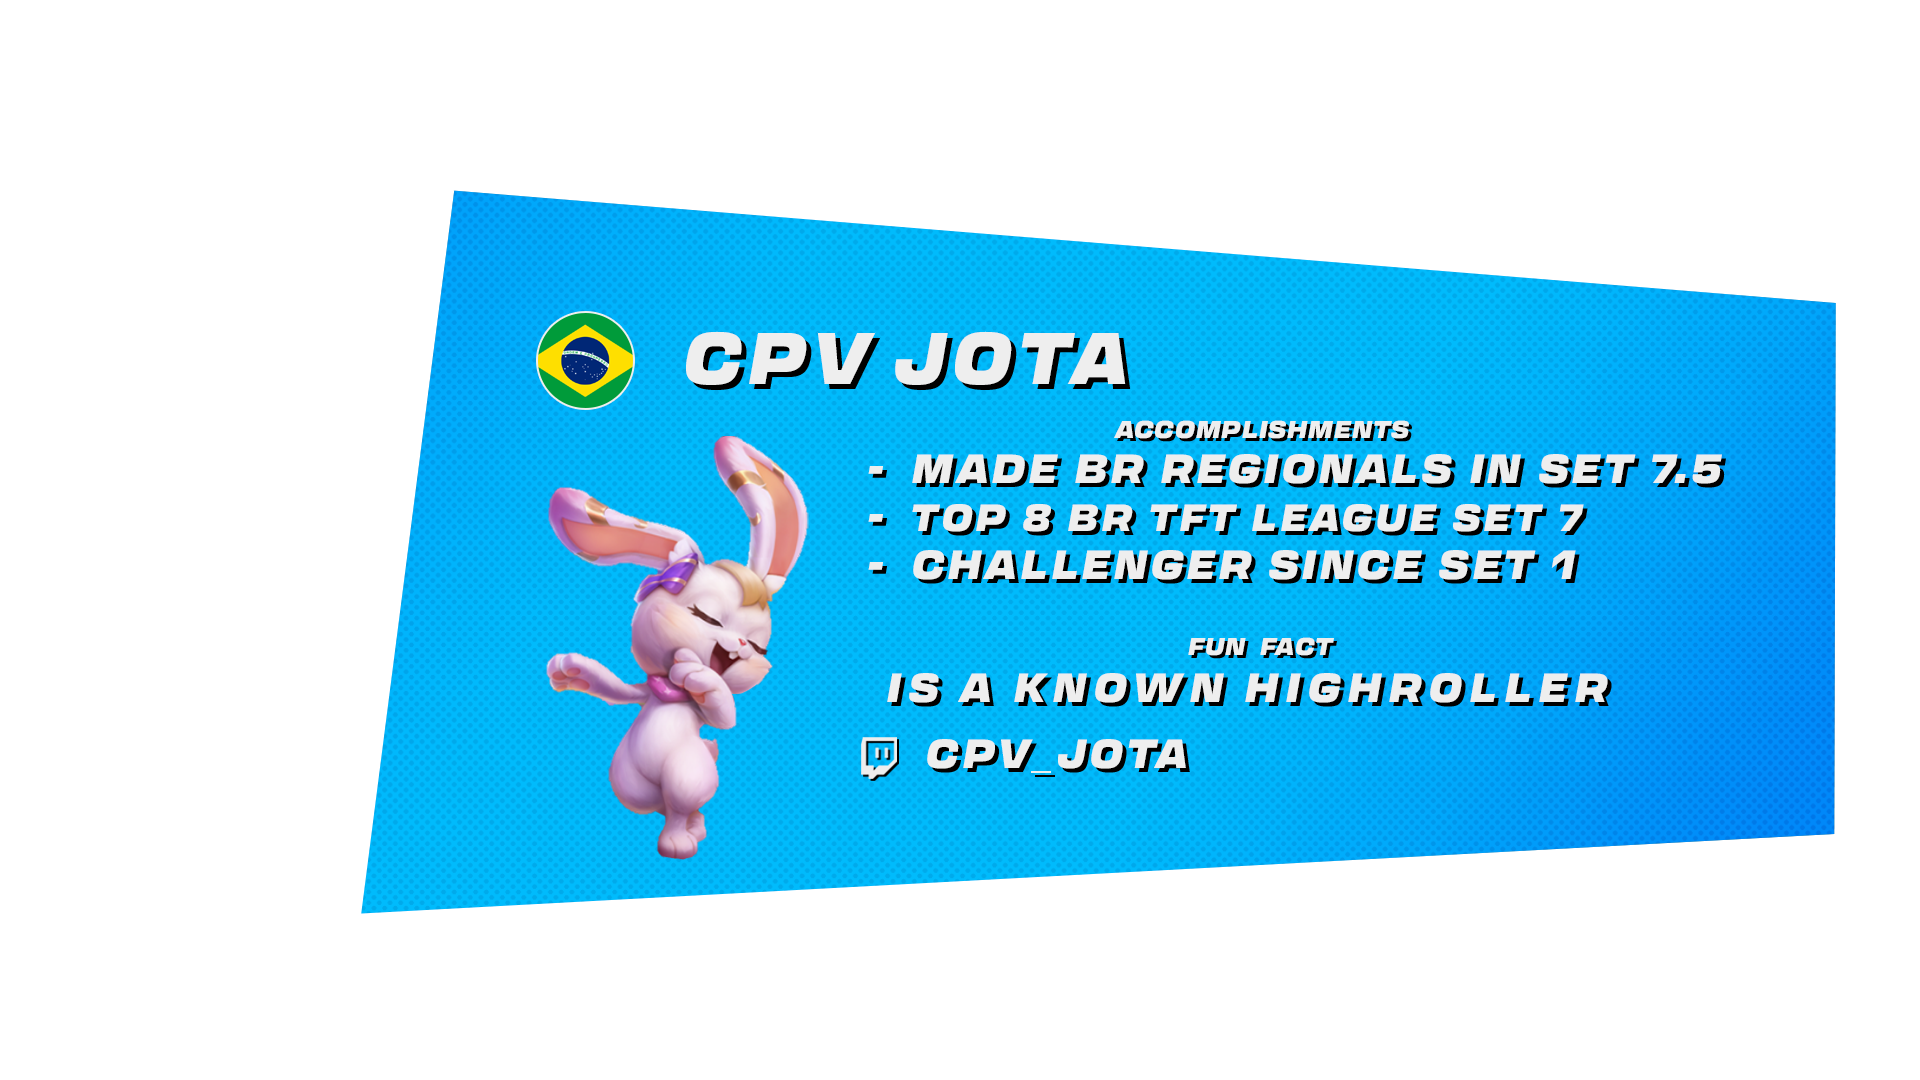 CPV JOTA
ACCOMPLISHMENTS
- MADE BR REGIONALS IN SET 7.5
- TOP 8 BR TFT LEAGUE SET 7
- CHALLENGER SINCE SET 1
FUN FACT
IS A KNOWN HIGHROLLER
CPV_JOTA